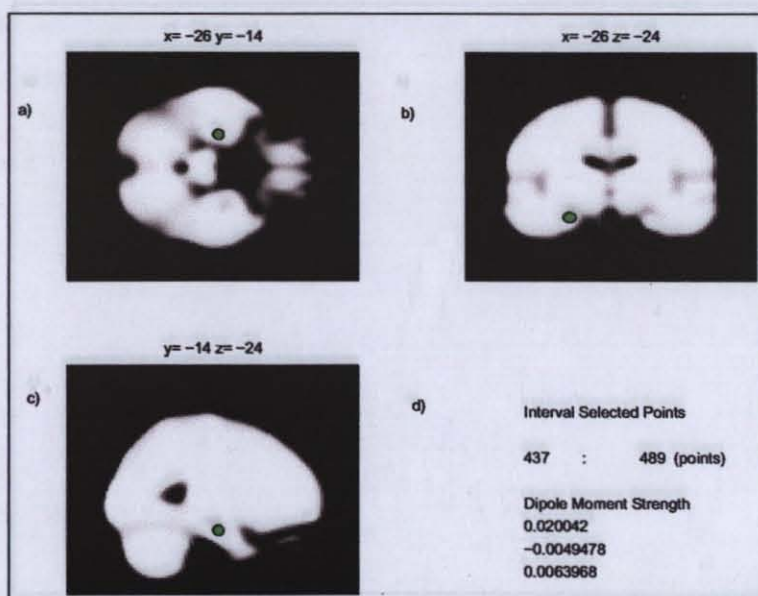 x= −26 y= −14
x= −26 z= −24
a)
b)
y= −14 z= −24
c)
d)
Interval Selected Points
437 : 489 (points)
Dipole Moment Strength
0.020042
−0.0049478
0.0063968